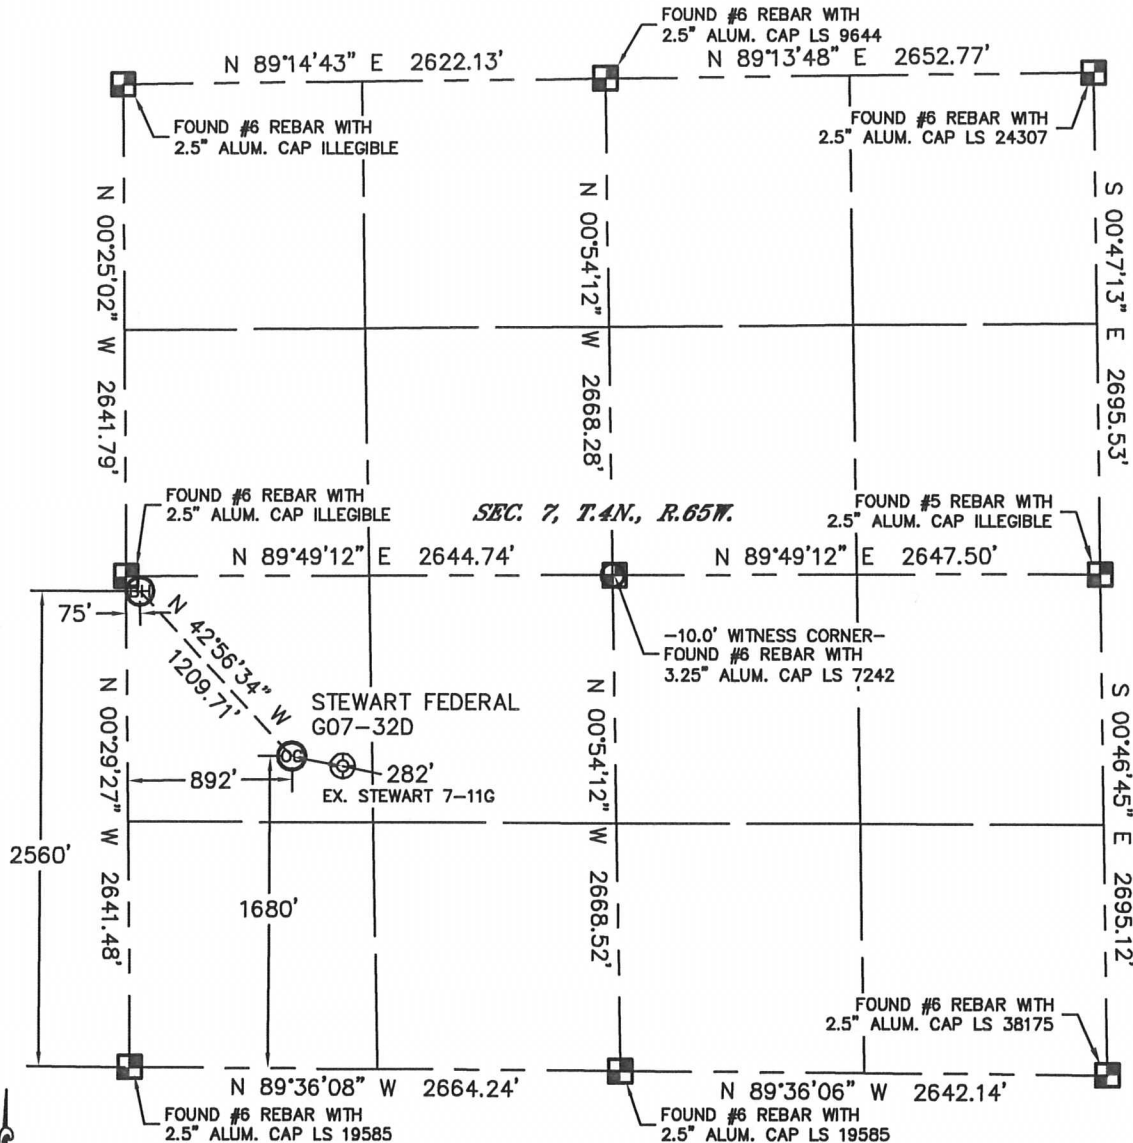 FOUND #6 REBAR WITH
2.5" ALUM. CAP LS 9644
N 89°14'43" E 2622.13'
N 89°13'48" E 2652.77'
FOUND #6 REBAR WITH
2.5" ALUM. CAP ILLEGIBLE
FOUND #6 REBAR WITH
2.5" ALUM. CAP LS 24307
N 00°25'02" W 2641.79'
N 00°54'12" W 2668.28'
S 00°47'13" E 2695.53'
FOUND #6 REBAR WITH
2.5" ALUM. CAP ILLEGIBLE
SEC. 7, T.4N., R.65W.
FOUND #5 REBAR WITH
2.5" ALUM. CAP ILLEGIBLE
N 89°49'12" E 2644.74'
N 89°49'12" E 2647.50'
BH
75'
N 42°56'34" W
1209.71'
-10.0' WITNESS CORNER-
FOUND #6 REBAR WITH
3.25" ALUM. CAP LS 7242
STEWART FEDERAL
G07-32D
OG
892'
282'
EX. STEWART 7-11G
N 00°29'27" W 2641.48'
N 00°54'12" W 2668.52'
S 00°46'45" E 2695.12'
2560'
1680'
FOUND #6 REBAR WITH
2.5" ALUM. CAP LS 38175
N 89°36'08" W 2664.24'
N 89°36'06" W 2642.14'
FOUND #6 REBAR WITH
2.5" ALUM. CAP LS 19585
FOUND #6 REBAR WITH
2.5" ALUM. CAP LS 19585